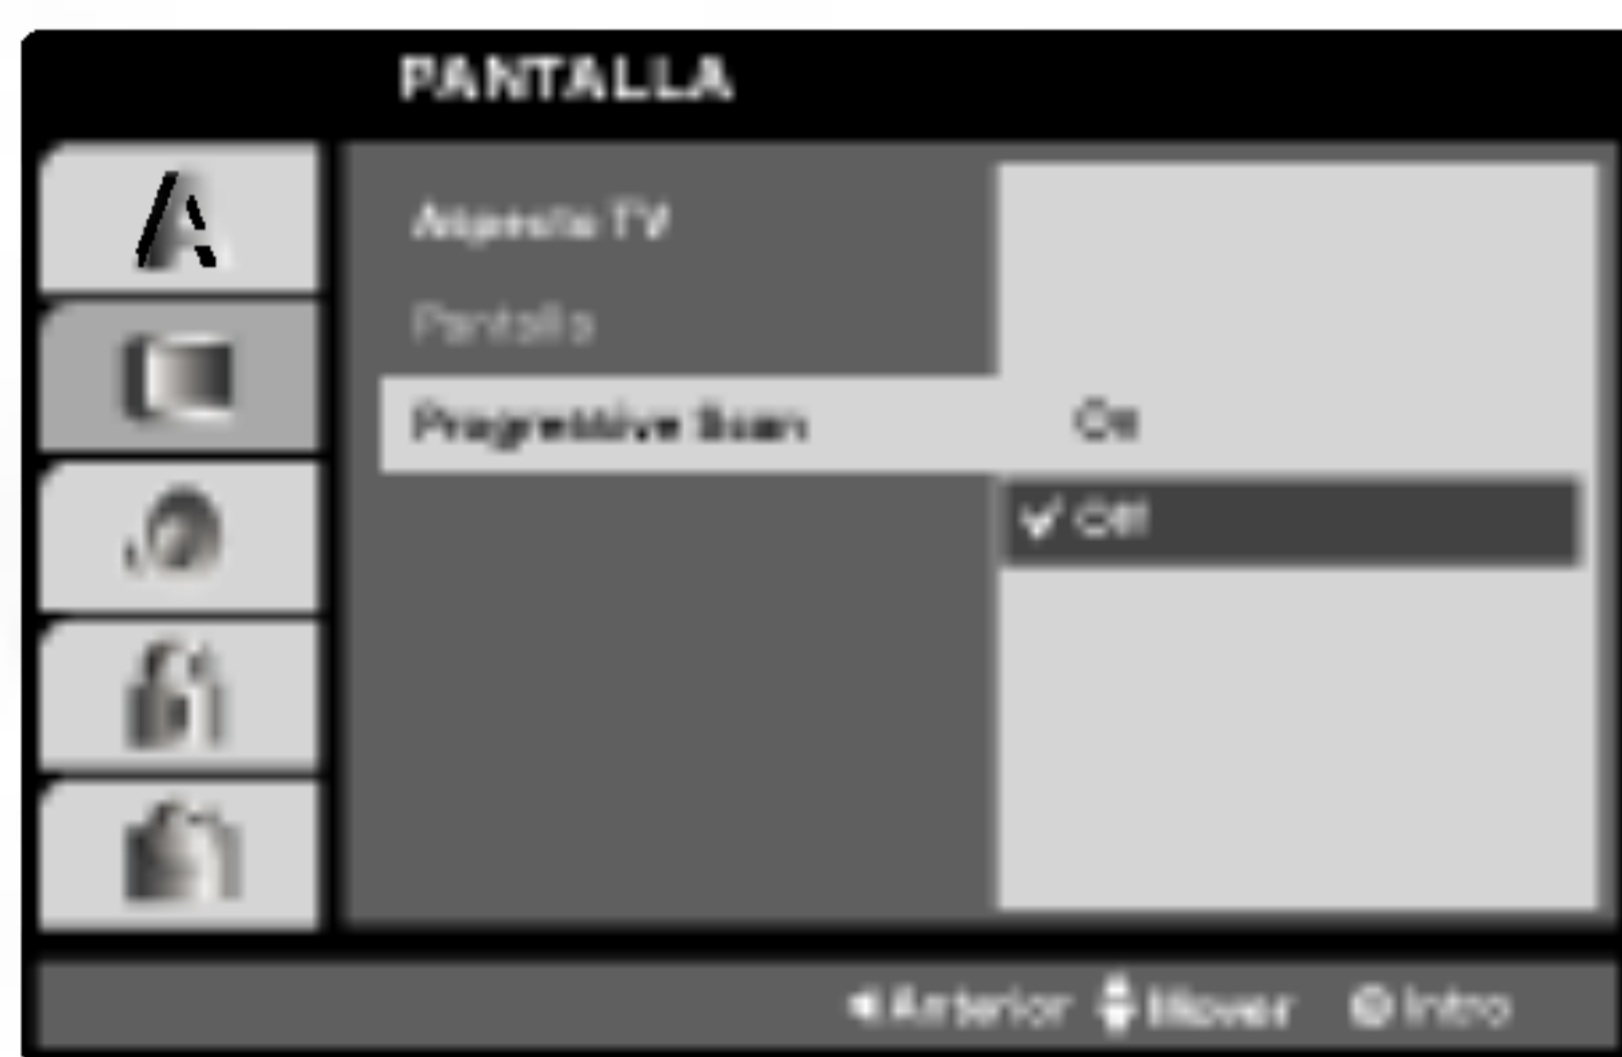 PANTALLA
Aspecto TV
Pantalla
Progressive Scan
On
Off
Anterior Mover Intro